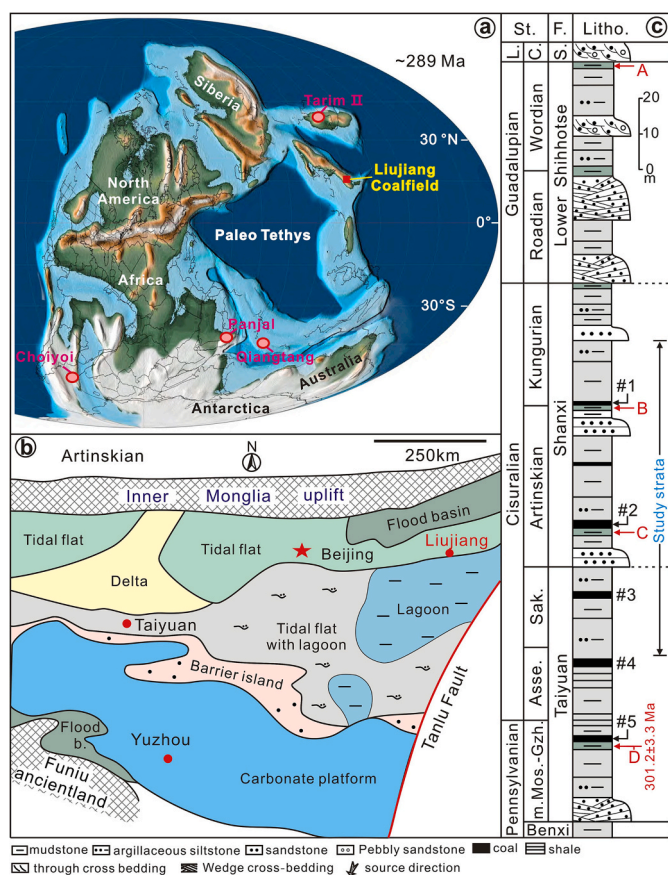 a
~289 Ma
Siberia
Tarim II
30 °N
Liujiang
Coalfield
North
America
Paleo Tethys
0°
Africa
30°S
Panjal
Qiangtang
Choiyoi
Australia
Antarctica
b
Artinskian
N
250km
Inner Monglia uplift
Flood basin
Tidal flat
Tidal flat
Beijing
Liujiang
Delta
Lagoon
Taiyuan
Tidal flat
with lagoon
Barrier island
Tanlu Fault
Flood
b.
Yuzhou
Funiu
ancientland
Carbonate platform
St. F. Litho. c
L. C. S.
Guadalupian
Wordian
Roadian
Lower Shiihhotse
A
20
10
0
m
Cisuralian
Kungurian
Artinskian
Sak.
Asse.
Shanxi
Taiyuan
#1
B
#2
C
Study strata
#3
#4
#5
D
301.2±3.3 Ma
Pennsylvanian
m.Mos.-Gzh.
Benxi
mudstone argillaceous siltstone sandstone Pebbly sandstone coal shale
through cross bedding Wedge cross-bedding source direction